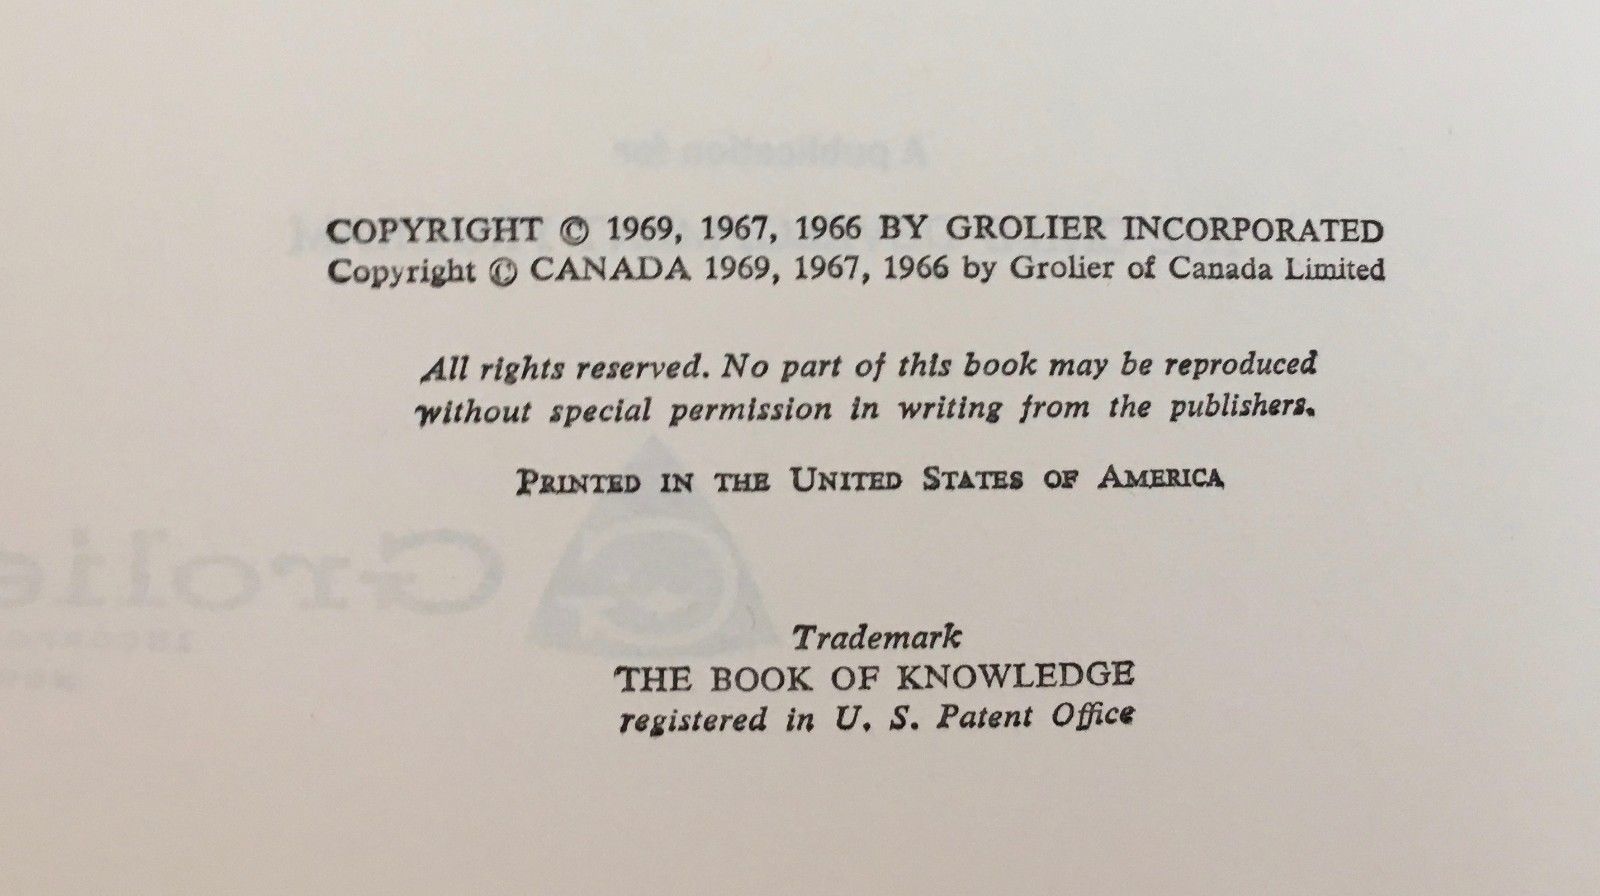 A publication for
COPYRIGHT © 1969, 1967, 1966 BY GROLIER INCORPORATED
Copyright © CANADA 1969, 1967, 1966 by Grolier of Canada Limited
All rights reserved. No part of this book may be reproduced
without special permission in writing from the publishers.
PRINTED IN THE UNITED STATES OF AMERICA
Trademark
THE BOOK OF KNOWLEDGE
registered in U. S. Patent Office